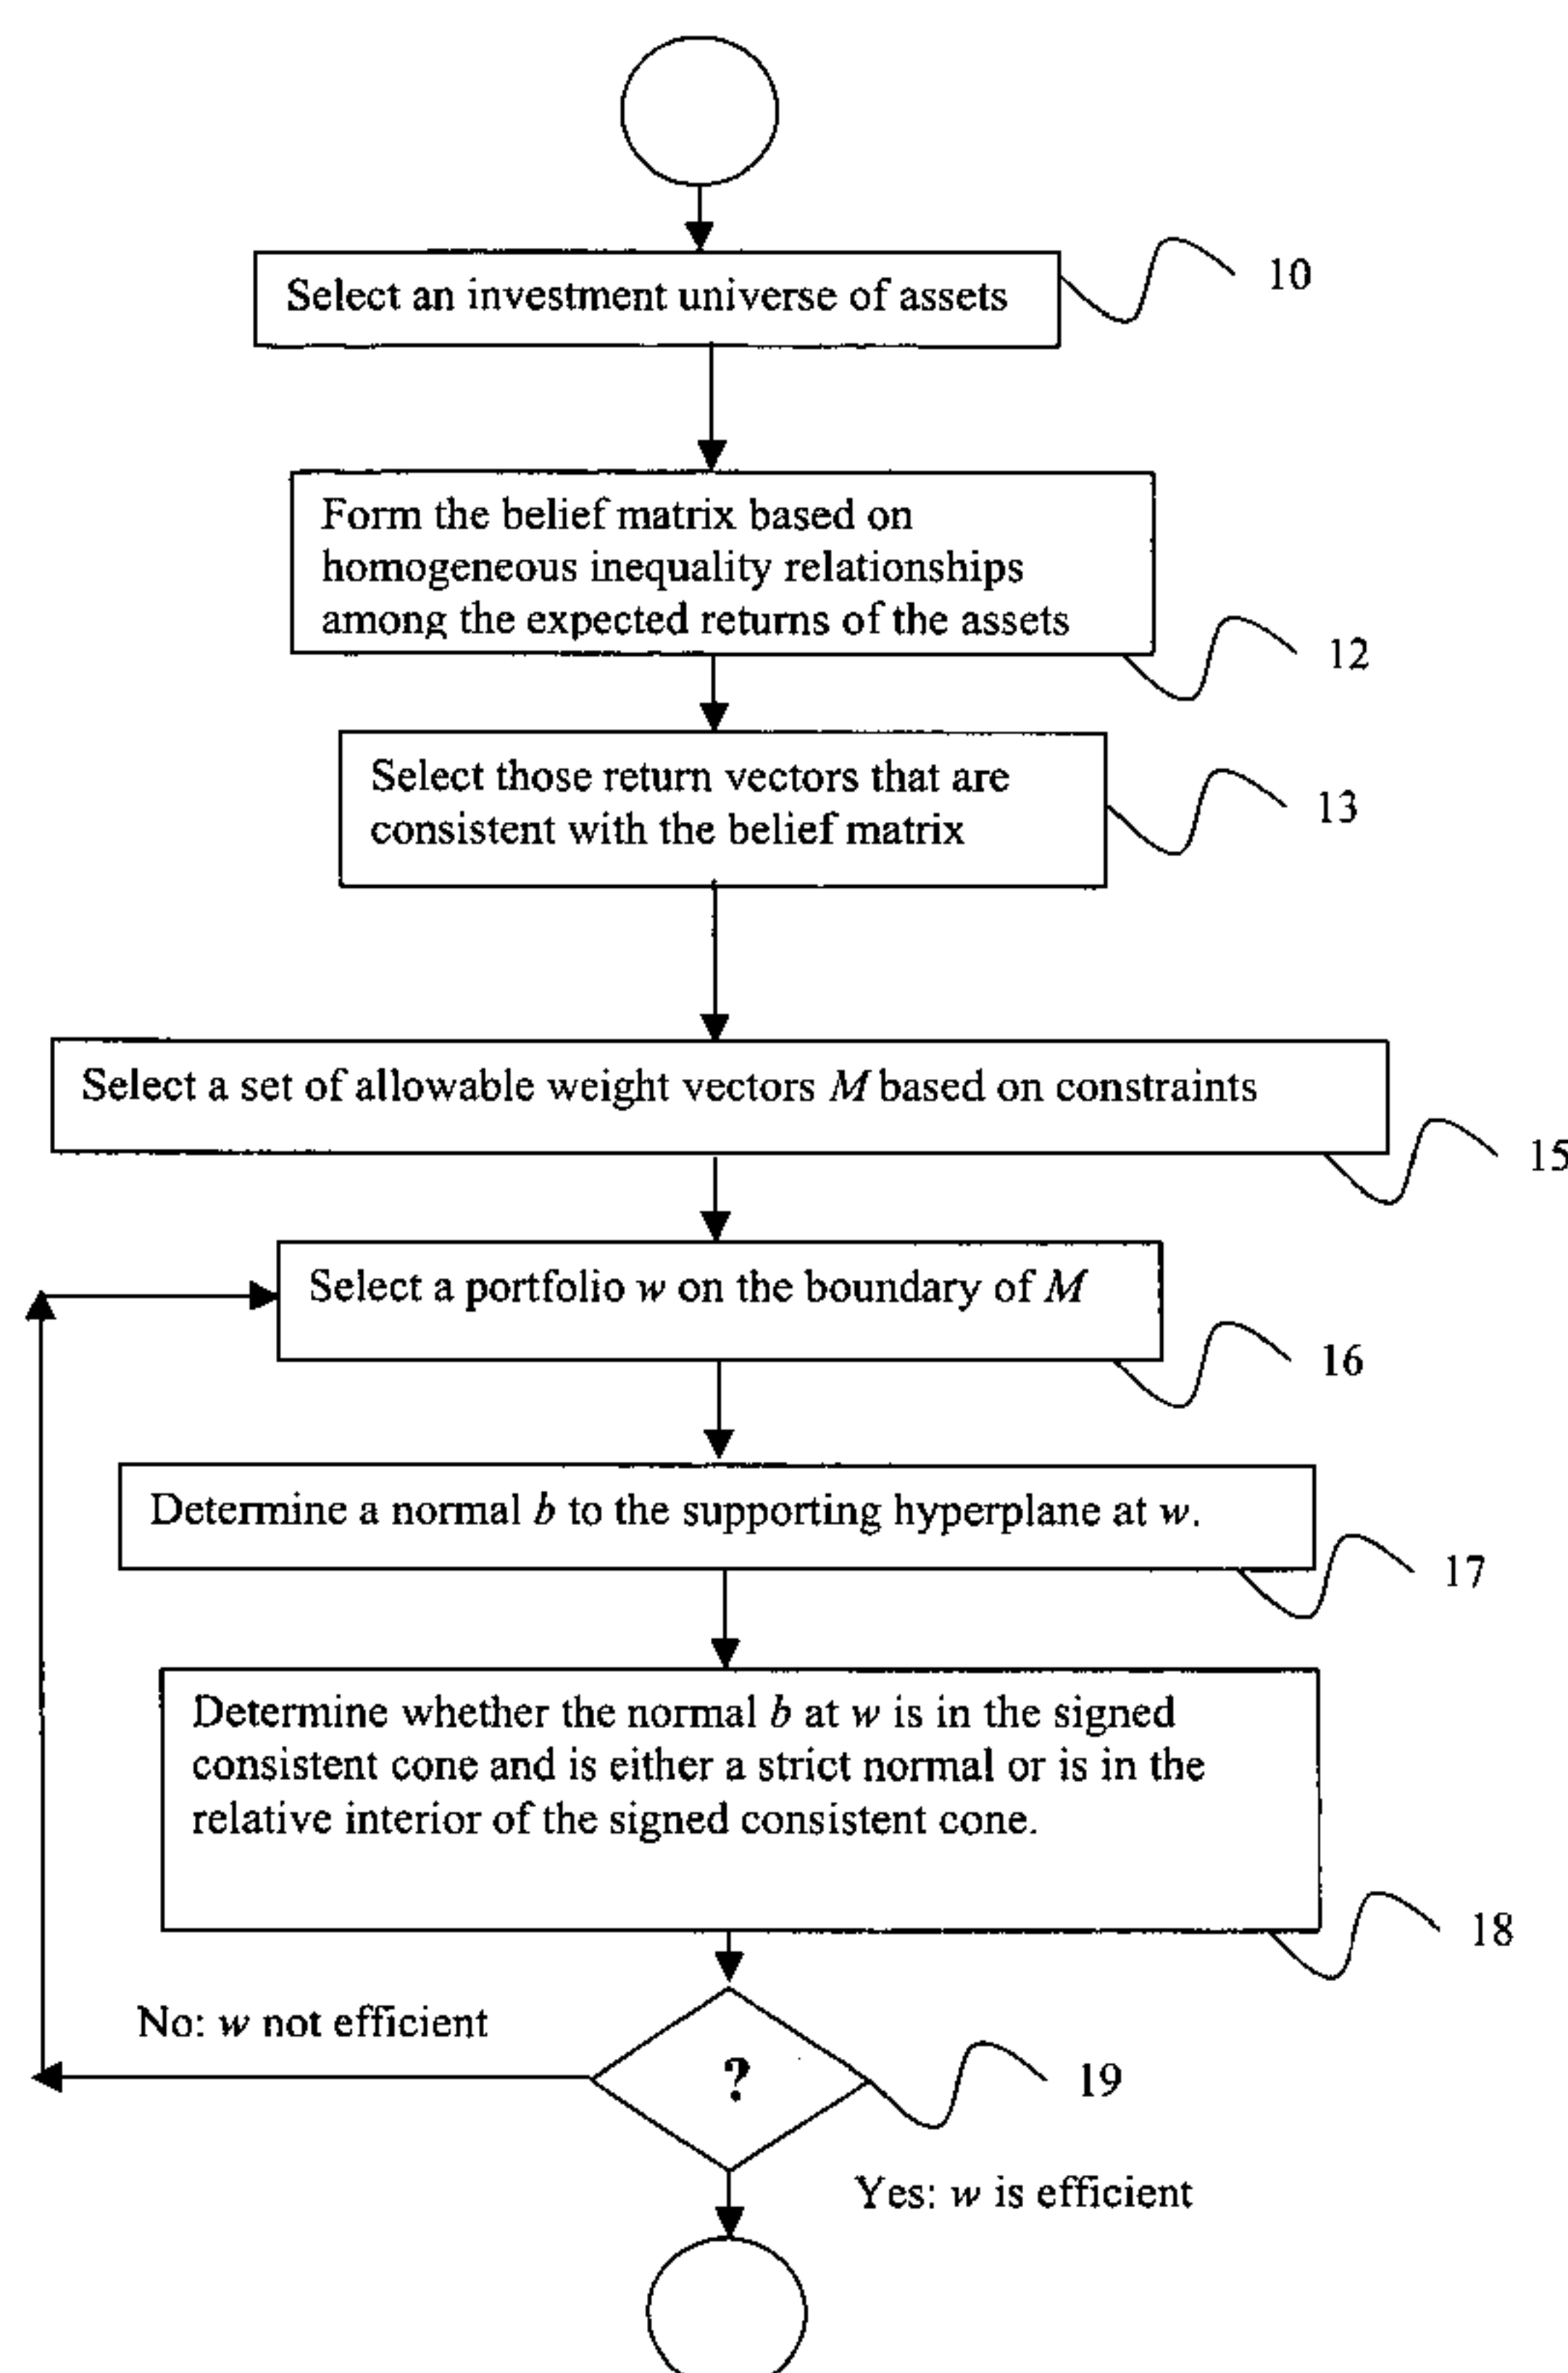 Select an investment universe of assets
10
Form the belief matrix based on
homogeneous inequality relationships
among the expected returns of the assets
12
Select those return vectors that are
consistent with the belief matrix
13
Select a set of allowable weight vectors M based on constraints
15
Select a portfolio w on the boundary of M
16
Determine a normal b to the supporting hyperplane at w.
17
Determine whether the normal b at w is in the signed
consistent cone and is either a strict normal or is in the
relative interior of the signed consistent cone.
18
No: w not efficient
?
19
Yes: w is efficient